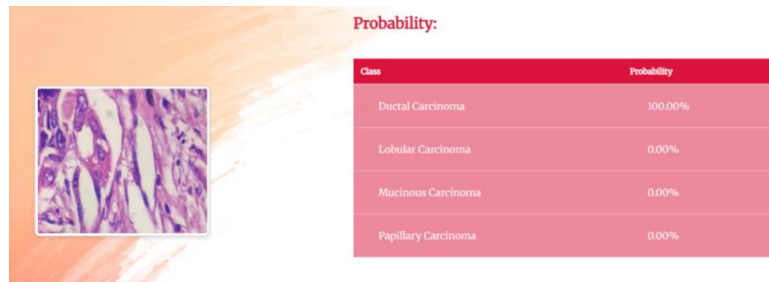 Probability:
Class Probability
Ductal Carcinoma 100.00%
Lobular Carcinoma 0.00%
Mucinous Carcinoma 0.00%
Papillary Carcinoma 0.00%